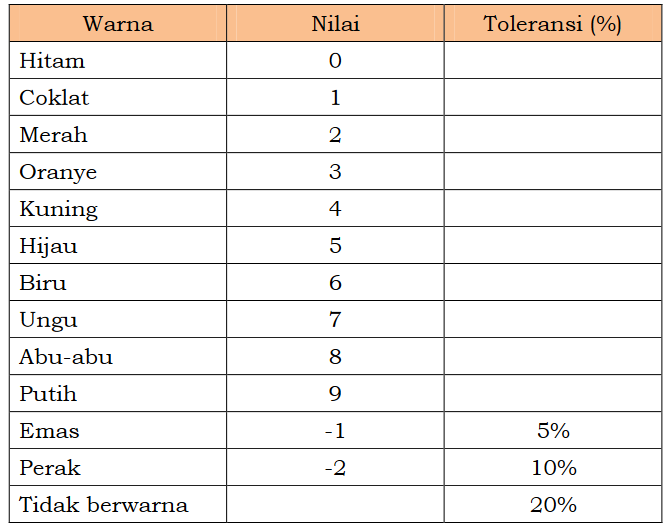 Warna Nilai Toleransi (%)
Hitam 0
Coklat 1
Merah 2
Oranye 3
Kuning 4
Hijau 5
Biru 6
Ungu 7
Abu-abu 8
Putih 9
Emas -1 5%
Perak -2 10%
Tidak berwarna 20%